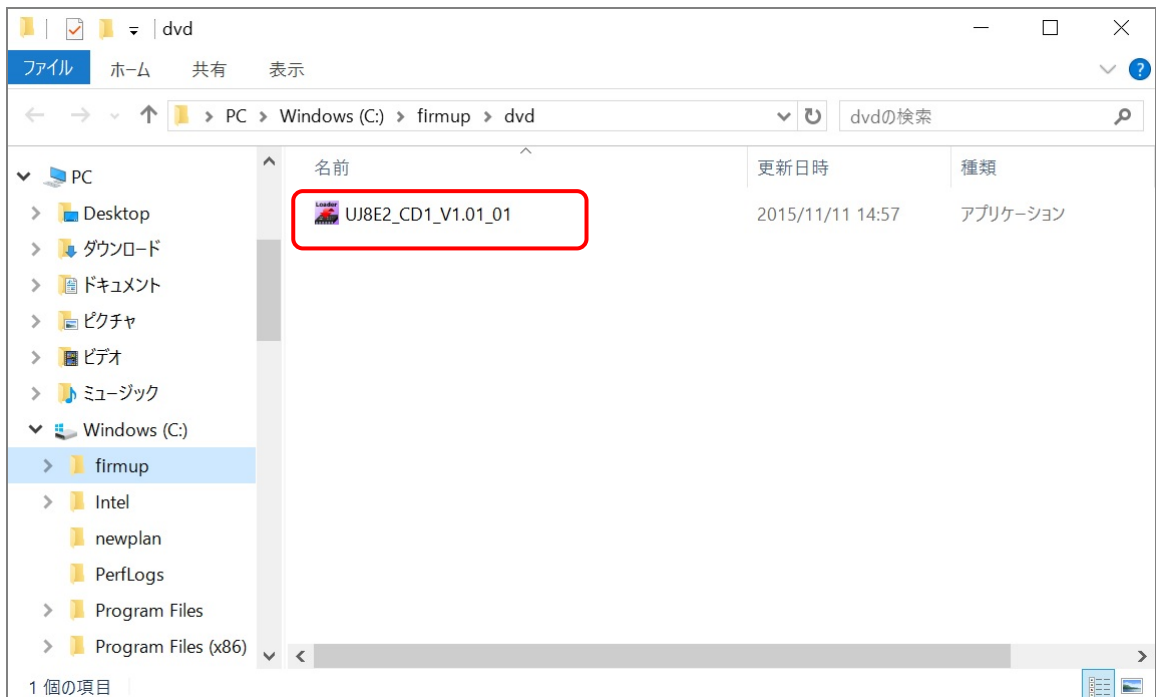 dvd
ファイル ホーム 共有 表示
PC Windows (C:) firmup dvd dvdの検索
名前 更新日時 種類
PC
Loader UJ8E2_CD1_V1.01_01 2015/11/11 14:57 アプリケーション
Desktop
ダウンロード
ドキュメント
ピクチャ
ビデオ
ミュージック
Windows (C:)
firmup
Intel
newplan
PerfLogs
Program Files
Program Files (x86)
1 個の項目